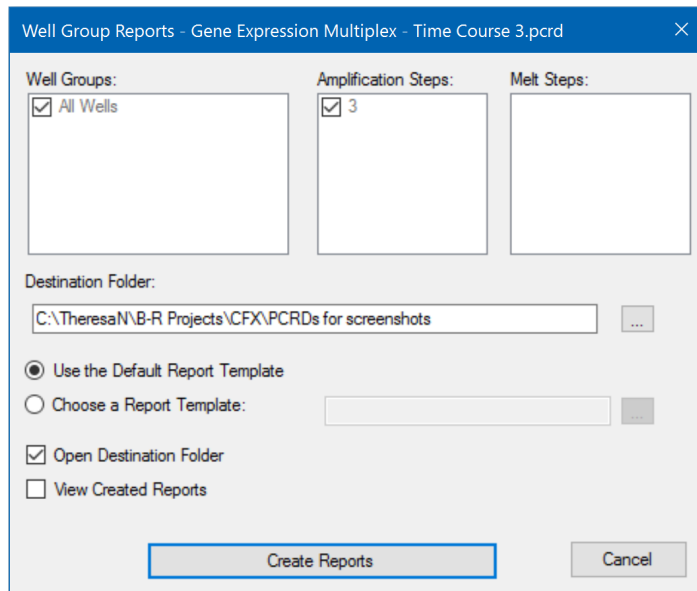 Well Group Reports - Gene Expression Multiplex - Time Course 3.pcrd
Well Groups:
Amplification Steps:
Melt Steps:
All Wells
3
Destination Folder:
C:\TheresaN\B-R Projects\CFX\PCRDs for screenshots
...
Use the Default Report Template
Choose a Report Template:
...
Open Destination Folder
View Created Reports
Create Reports
Cancel